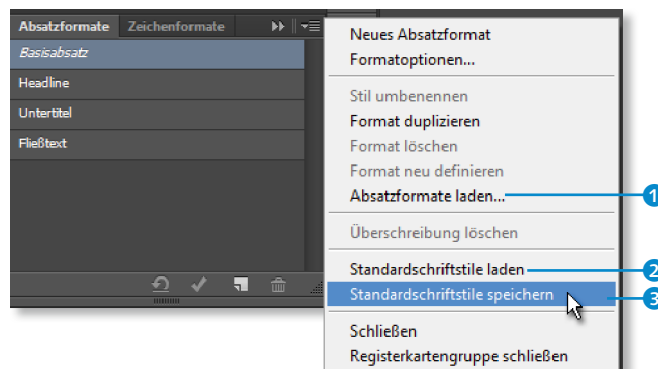 Absatzformate Zeichenformate
Basisabsatz
Headline
Untertitel
Fließtext
Neues Absatzformat
Formatoptionen...
Stil umbenennen
Format duplizieren
Format löschen
Format neu definieren
Absatzformate laden... 1
Überschreibung löschen
Standardschriftstile laden 2
Standardschriftstile speichern 3
Schließen
Registerkartengruppe schließen